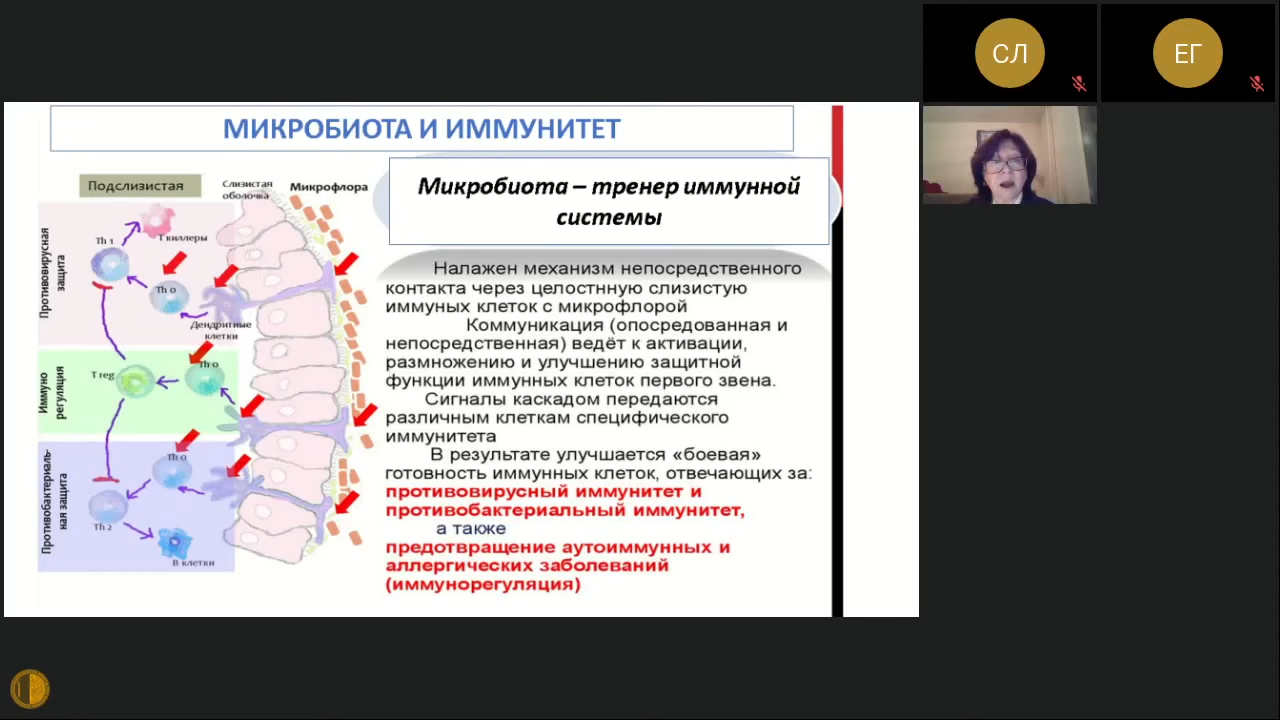 СЛ
ЕГ
МИКРОБИОТА И ИММУНИТЕТ
Подслизистая
Слизистая
оболочка
Микрофлора
Микробиота – тренер иммунной
системы
Противовирусная
защита
Th 1
Т киллеры
Th 0
Дендритные
клетки
Иммуно
регуляция
T reg
Th 0
Противобактериаль-
ная защита
Th 0
Th 2
В клетки
Налажен механизм непосредственного
контакта через целостнную слизистую
иммуных клеток с микрофлорой
Коммуникация (опосредованная и
непосредственная) ведёт к активации,
размножению и улучшению защитной
функции иммунных клеток первого звена.
Сигналы каскадом передаются
различным клеткам специфического
иммунитета
В результате улучшается «боевая»
готовность иммунных клеток, отвечающих за:
противовирусный иммунитет и
противобактериальный иммунитет,
а также
предотвращение аутоиммунных и
аллергических заболеваний
(иммунорегуляция)